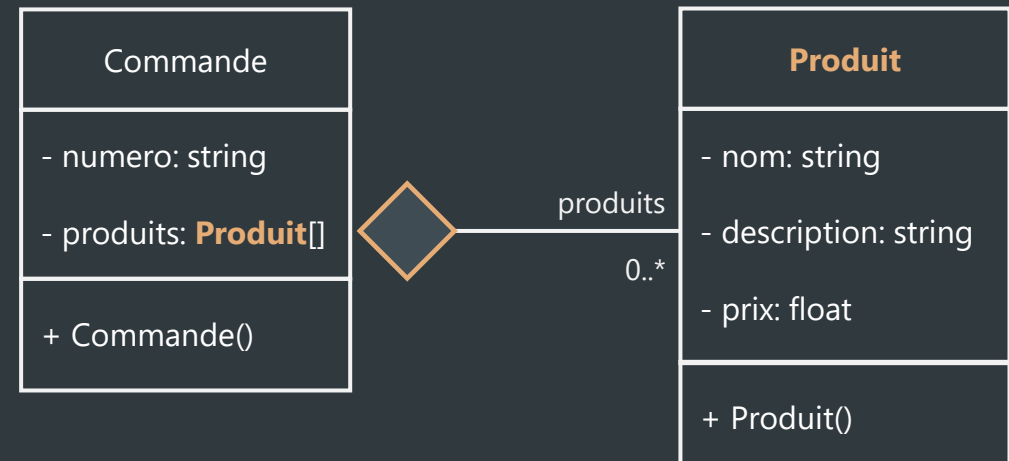 Commande
- numero: string
- produits: Produit[]
+ Commande()
produits
0..*
Produit
- nom: string
- description: string
- prix: float
+ Produit()